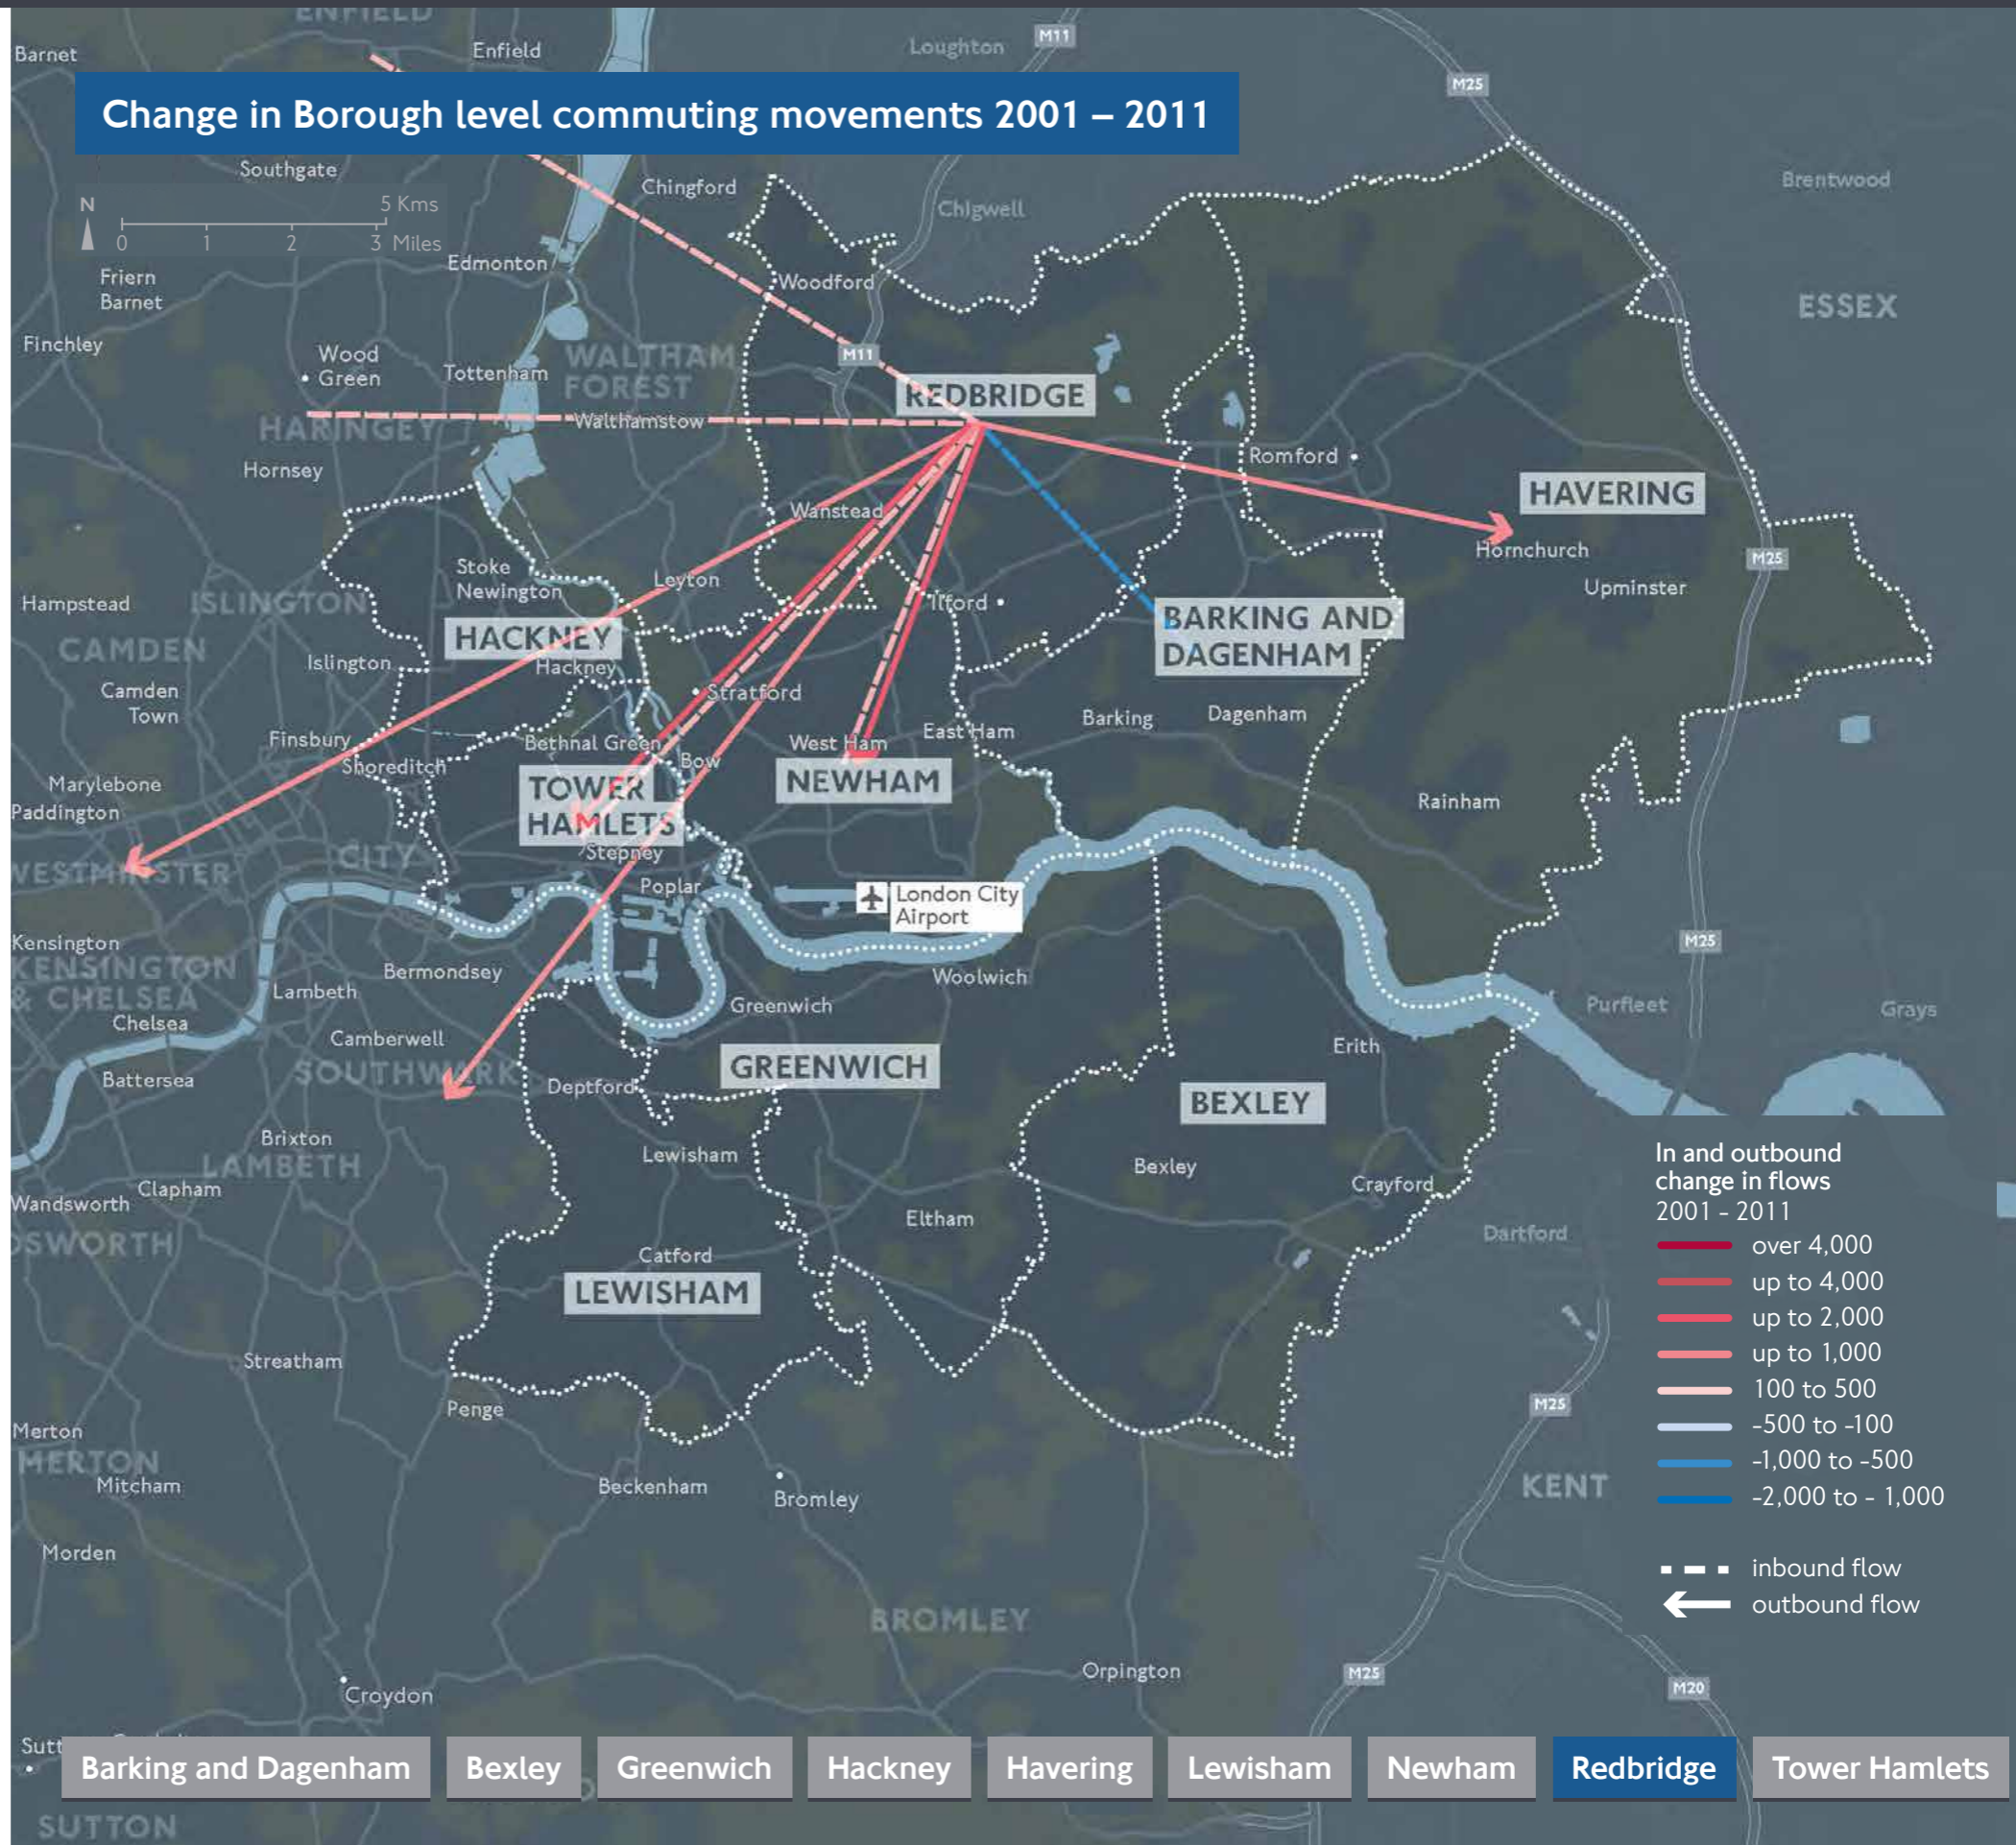 ENFIELD
Barnet
Enfield
Loughton
M11
M25
Change in Borough level commuting movements 2001 – 2011
Southgate
Chingford
Chigwell
Brentwood
N
5 Kms
0 1 2 3 Miles
Edmonton
Friern
Barnet
Woodford
ESSEX
Finchley
Wood
Green
Tottenham
WALTHAM
FOREST
M11
REDBRIDGE
HARINGEY
Walthamstow
Hornsey
Romford
HAVERING
Wanstead
Hornchurch
M25
Stoke
Newington
Leyton
Upminster
Hampstead
ISLINGTON
Ilford
BARKING AND
DAGENHAM
HACKNEY
CAMDEN
Islington
Hackney
Camden
Town
Stratford
Barking
Dagenham
Finsbury
Bethnal Green
West Ham
East Ham
Shoreditch
Bow
Marylebone
TOWER
HAMLETS
NEWHAM
Paddington
Rainham
CITY
Stepney
WESTMINSTER
Poplar
London City
Airport
Kensington
KENSINGTON
& CHELSEA
Bermondsey
Woolwich
M25
Lambeth
Greenwich
Purfleet
Grays
Chelsea
Camberwell
Erith
SOUTHWARK
GREENWICH
Battersea
Deptford
BEXLEY
Brixton
LAMBETH
Lewisham
Bexley
Clapham
Crayford
Wandsworth
Eltham
DSWORTH
Dartford
Catford
LEWISHAM
In and outbound
change in flows
2001 - 2011
over 4,000
up to 4,000
up to 2,000
up to 1,000
100 to 500
-500 to -100
-1,000 to -500
-2,000 to - 1,000
inbound flow
outbound flow
Streatham
Penge
M25
Merton
MERTON
Mitcham
Beckenham
Bromley
KENT
Morden
BROMLEY
Orpington
M25
M20
Croydon
Sutt
Barking and Dagenham
Bexley
Greenwich
Hackney
Havering
Lewisham
Newham
Redbridge
Tower Hamlets
SUTTON